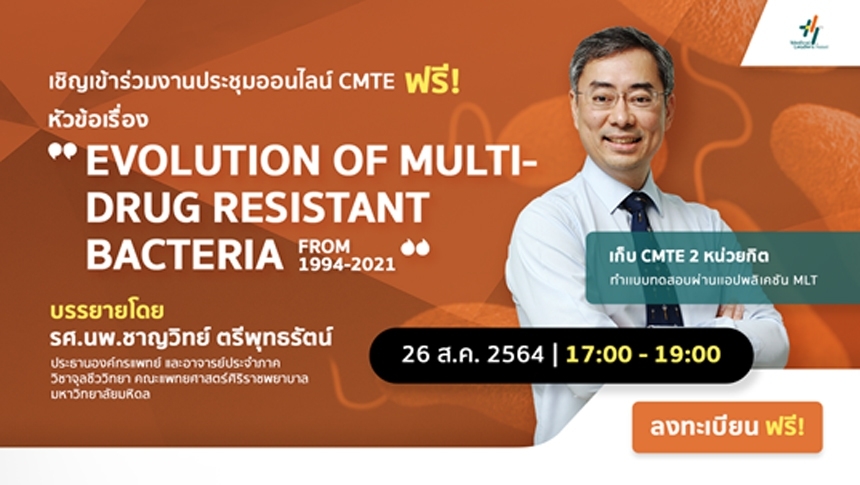 เชิญเข้าร่วมงานประชุมออนไลน์ CMTE ฟรี!
หัวข้อเรื่อง
"EVOLUTION OF MULTI-
DRUG RESISTANT
BACTERIA FROM
1994-2021"
บรรยายโดย
รศ.นพ.ชาญวิทย์ ตรีพุทธรัตน์
ประธานองค์กรแพทย์ และอาจารย์ประจำภาค
วิชาจุลชีววิทยา คณะแพทยศาสตร์ศิริราชพยาบาล
มหาวิทยาลัยมหิดล
เก็บ CMTE 2 หน่วยกิต
ทำแบบทดสอบผ่านแอปพลิเคชัน MLT
26 ส.ค. 2564 | 17:00 - 19:00
ลงทะเบียน ฟรี!